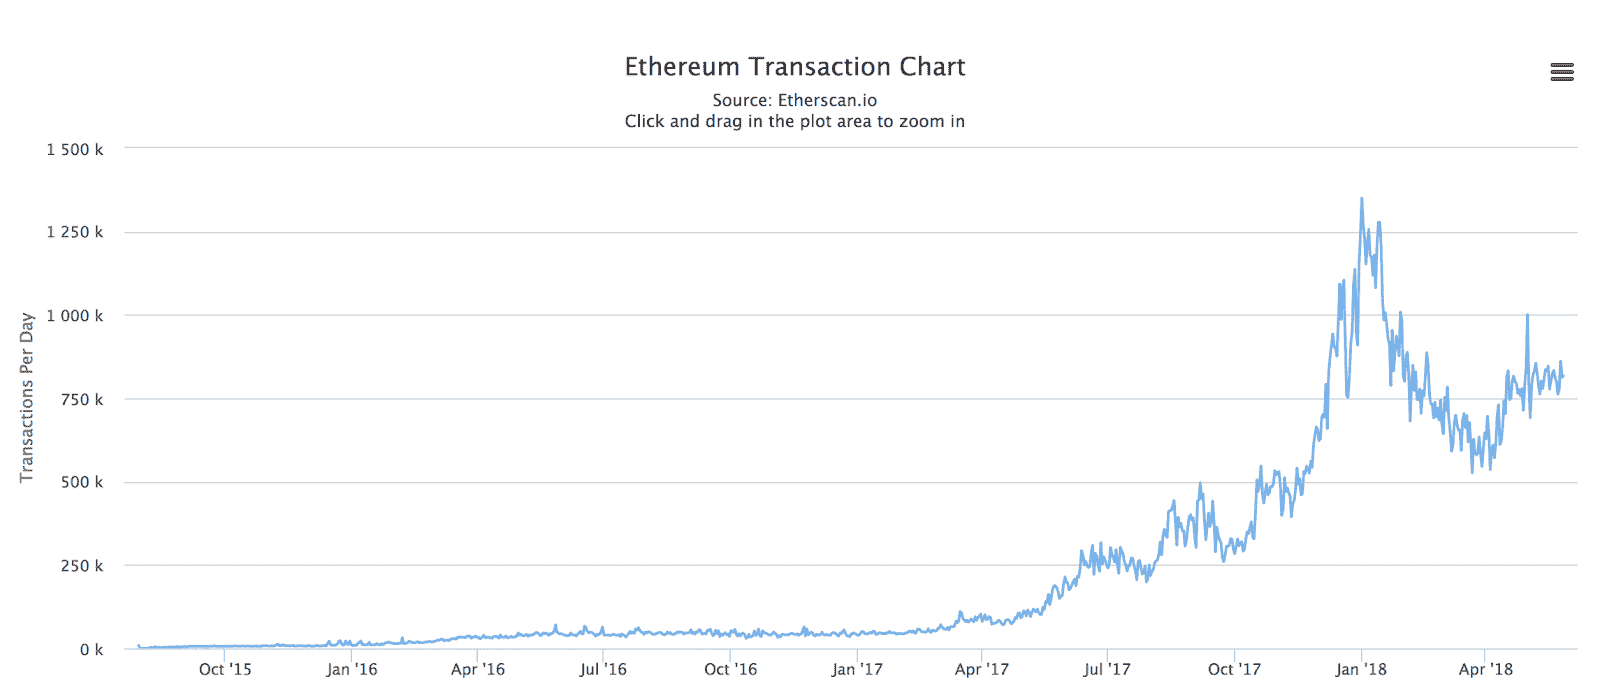 Ethereum Transaction Chart
Source: Etherscan.io
Click and drag in the plot area to zoom in
Transactions Per Day
1 500 k
1 250 k
1 000 k
750 k
500 k
250 k
0 k
Oct '15
Jan '16
Apr '16
Jul '16
Oct '16
Jan '17
Apr '17
Jul '17
Oct '17
Jan '18
Apr '18